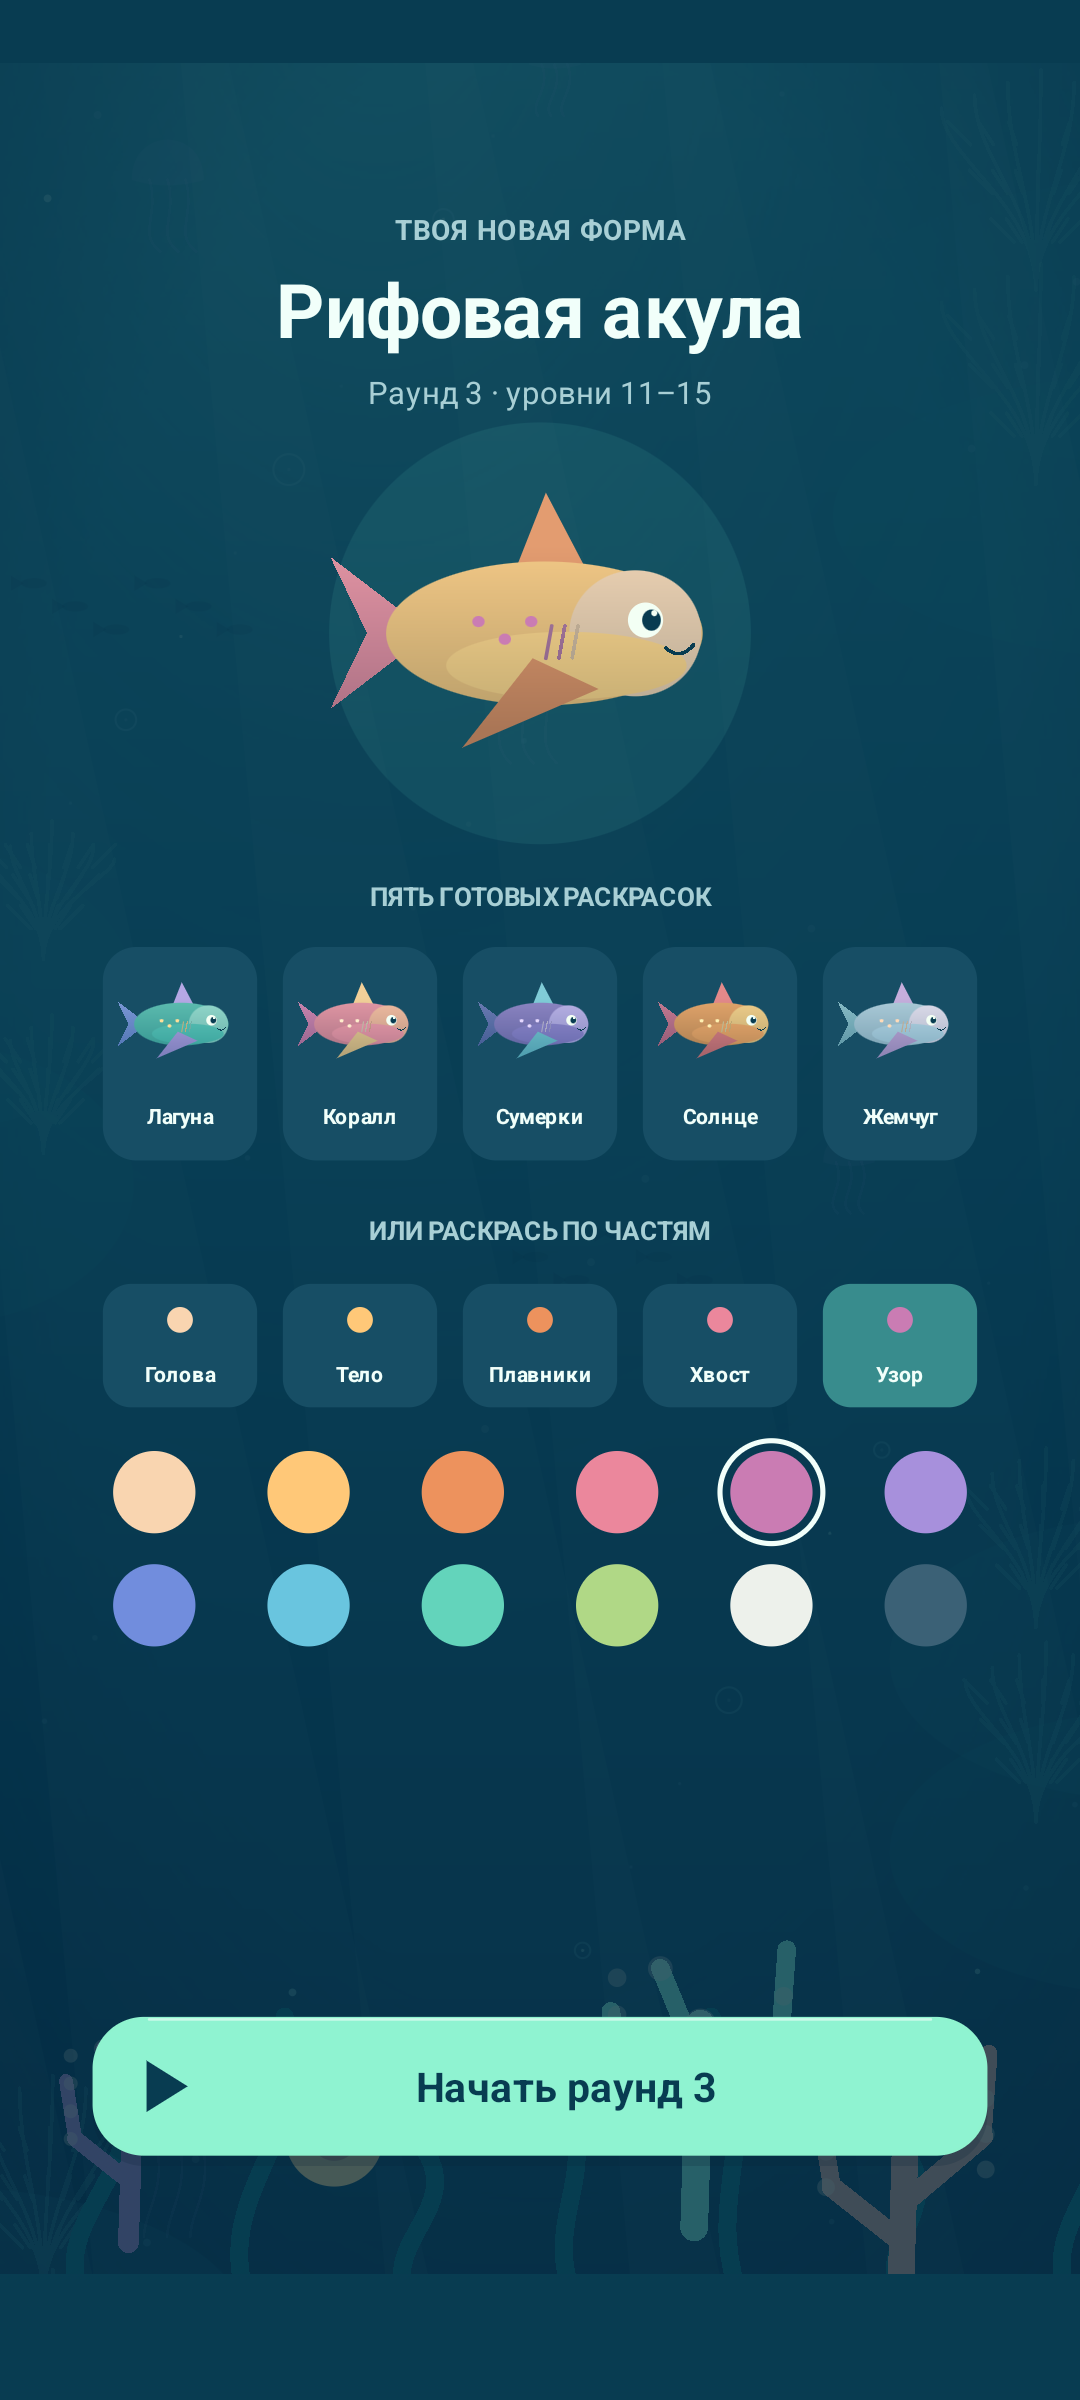 ТВОЯ НОВАЯ ФОРМА
Рифовая акула
Раунд 3 · уровни 11–15
ПЯТЬ ГОТОВЫХ РАСКРАСОК
Лагуна
Коралл
Сумерки
Солнце
Жемчуг
ИЛИ РАСКРАСЬ ПО ЧАСТЯМ
Голова
Тело
Плавники
Хвост
Узор
Начать раунд 3